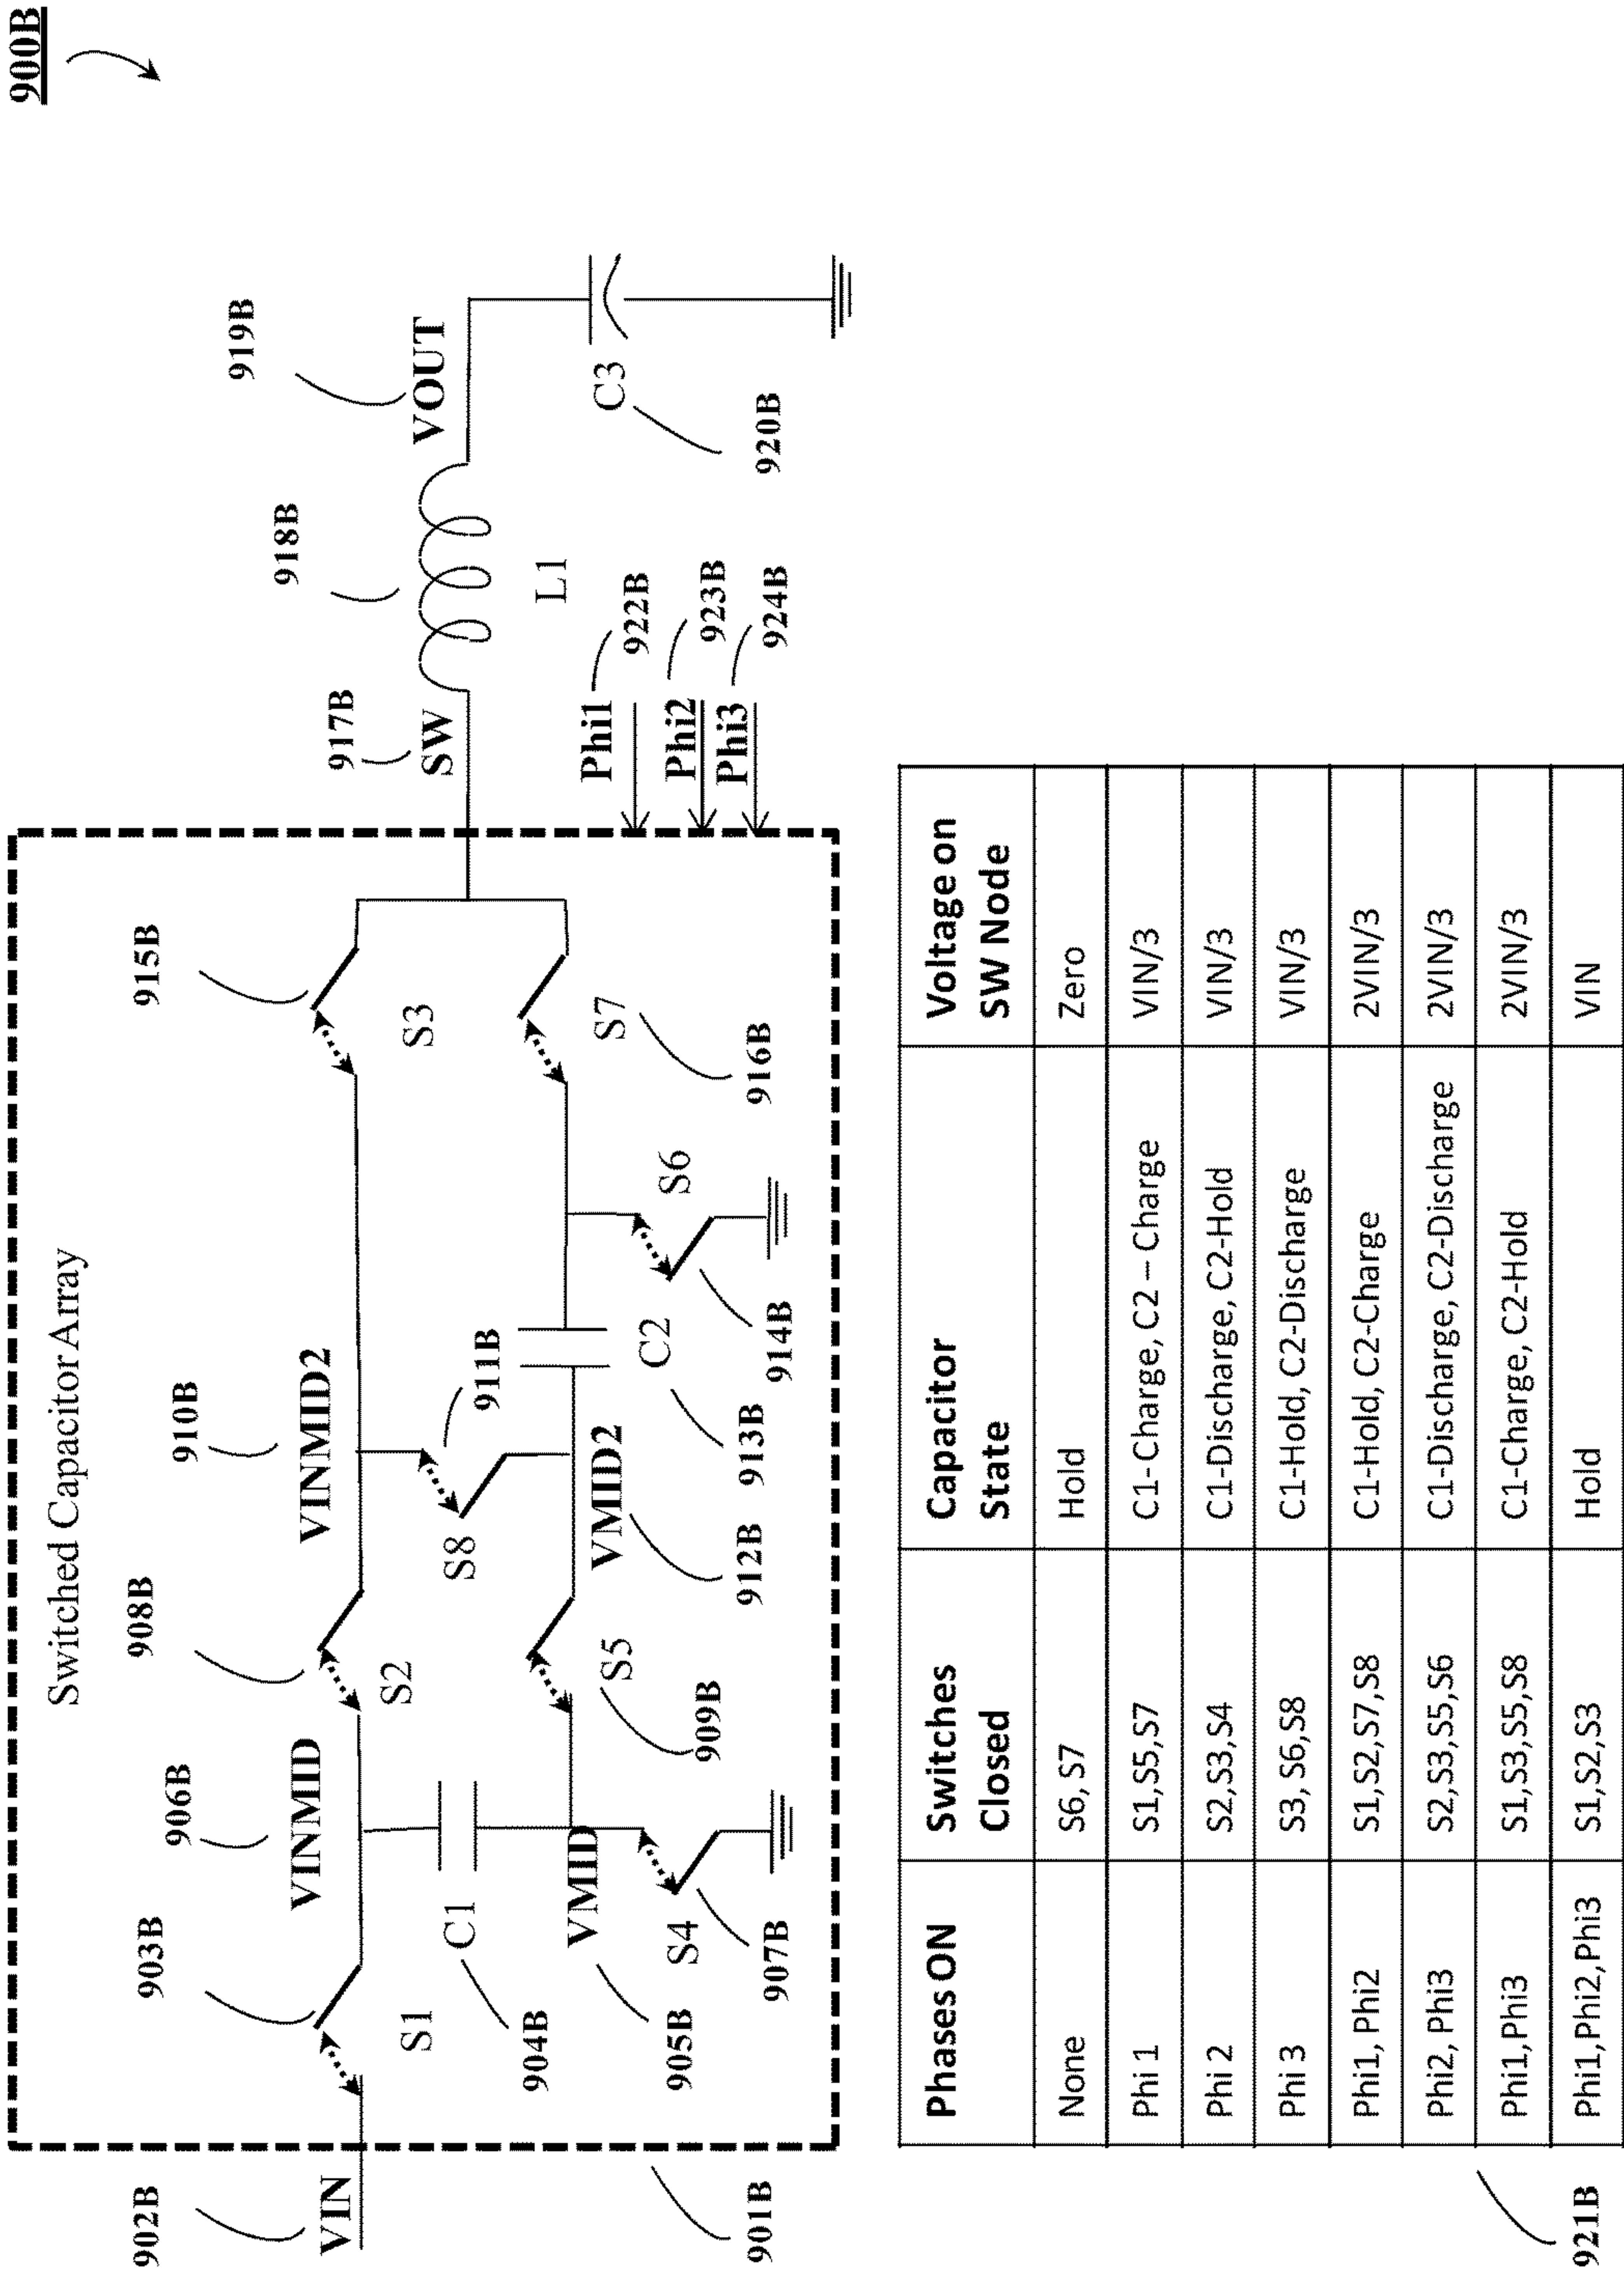 900B
Switched Capacitor Array
915B
919B
910B
908B
918B
906B
917B
903B
902B
VINMID2
VINMID
VIN
SW
VOUT
S3
S2
S1
911B
S8
C1
L1
C3
904B
S7
C2
S5
VMID2
VMID
Phi1
922B
S6
S4
905B
909B
912B
913B
914B
916B
907B
901B
Phi2
923B
Phi3
924B
920B
Phases ON Switches Closed Capacitor State Voltage on SW Node
None S6, S7 Hold Zero
Phi 1 S1,S5,S7 C1- Charge, C2 – Charge VIN/3
Phi 2 S2,S3,S4 C1-Discharge, C2-Hold VIN/3
Phi 3 S3, S6,S8 C1-Hold, C2-Discharge VIN/3
Phi1, Phi2 S1,S2,S7,S8 C1-Hold, C2-Charge 2VIN/3
Phi2, Phi3 S2,S3,S5,S6 C1-Discharge, C2-Discharge 2VIN/3
Phi1,Phi3 S1,S3,S5,S8 C1-Charge, C2-Hold 2VIN/3
Phi1,Phi2,Phi3 S1,S2,S3 Hold VIN
921B